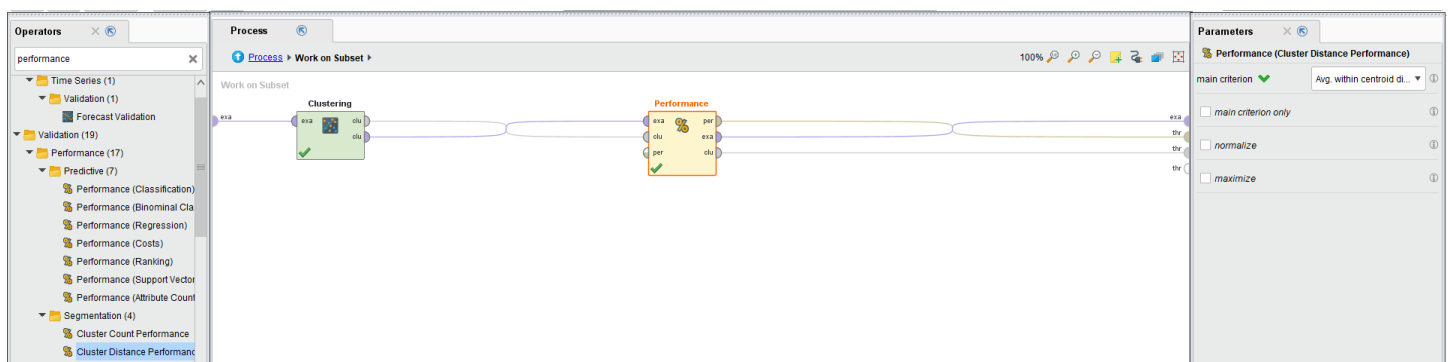 Operators
performance
Time Series (1)
Validation (1)
Forecast Validation
Validation (19)
Performance (17)
Predictive (7)
Performance (Classification)
Performance (Binominal Cla
Performance (Regression)
Performance (Costs)
Performance (Ranking)
Performance (Support Vector
Performance (Attribute Count
Segmentation (4)
Cluster Count Performance
Cluster Distance Performanc
Process
Process Work on Subset
100%
Work on Subset
exa
Clustering
exa clu
clu
Performance
exa % per
clu exa
per clu
exa
thr
thr
thr
Parameters
% Performance (Cluster Distance Performance)
main criterion Avg. within centroid di...
main criterion only
normalize
maximize